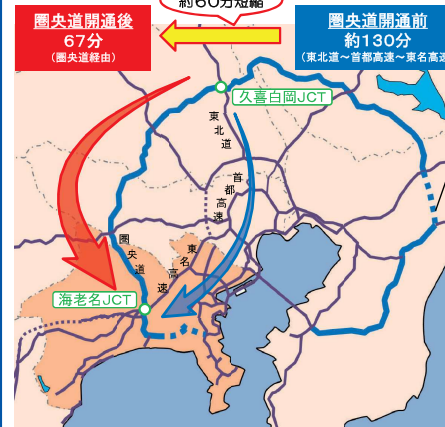 約60分短縮
圏央道開通後
67分
(圏央道経由)
圏央道開通前
約130分
(東北道～首都高速～東名高速
久喜白岡JCT
東北道
首都高速
圏央道
東名高速
海老名JCT